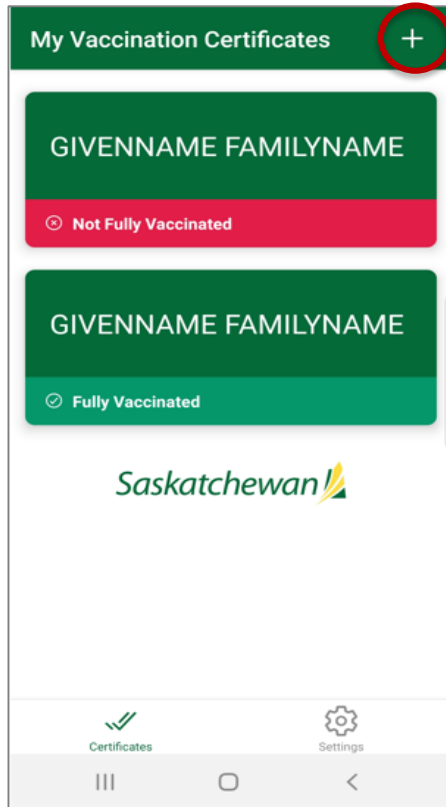 My Vaccination Certificates
GIVENNAME FAMILYNAME
Not Fully Vaccinated
GIVENNAME FAMILYNAME
Fully Vaccinated
Saskatchewan
Certificates
Settings